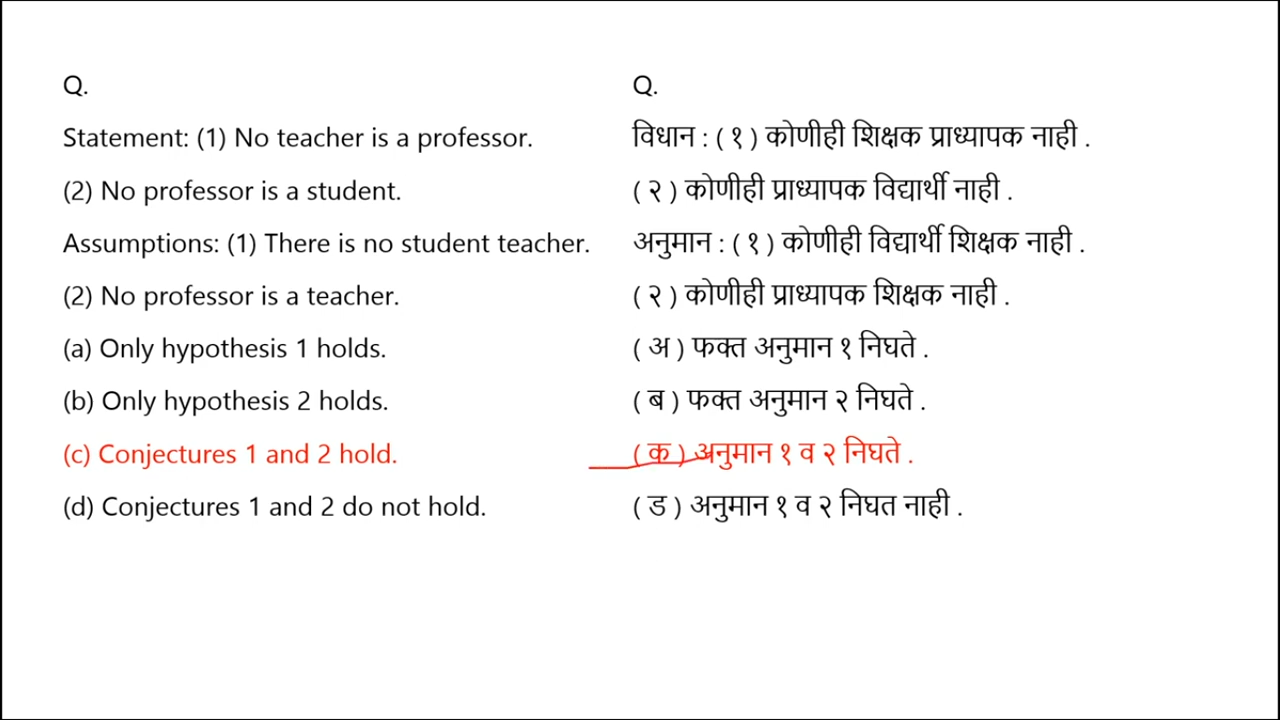 Q.
Statement: (1) No teacher is a professor.
(2) No professor is a student.
Assumptions: (1) There is no student teacher.
(2) No professor is a teacher.
(a) Only hypothesis 1 holds.
(b) Only hypothesis 2 holds.
(c) Conjectures 1 and 2 hold.
(d) Conjectures 1 and 2 do not hold.
Q.
विधान : ( १ ) कोणीही शिक्षक प्राध्यापक नाही .
( २ ) कोणीही प्राध्यापक विद्यार्थी नाही .
अनुमान : ( १ ) कोणीही विद्यार्थी शिक्षक नाही .
( २ ) कोणीही प्राध्यापक शिक्षक नाही .
( अ ) फक्त अनुमान १ निघते .
( ब ) फक्त अनुमान २ निघते .
( क ) अनुमान १ व २ निघते .
( ड ) अनुमान १ व २ निघत नाही .